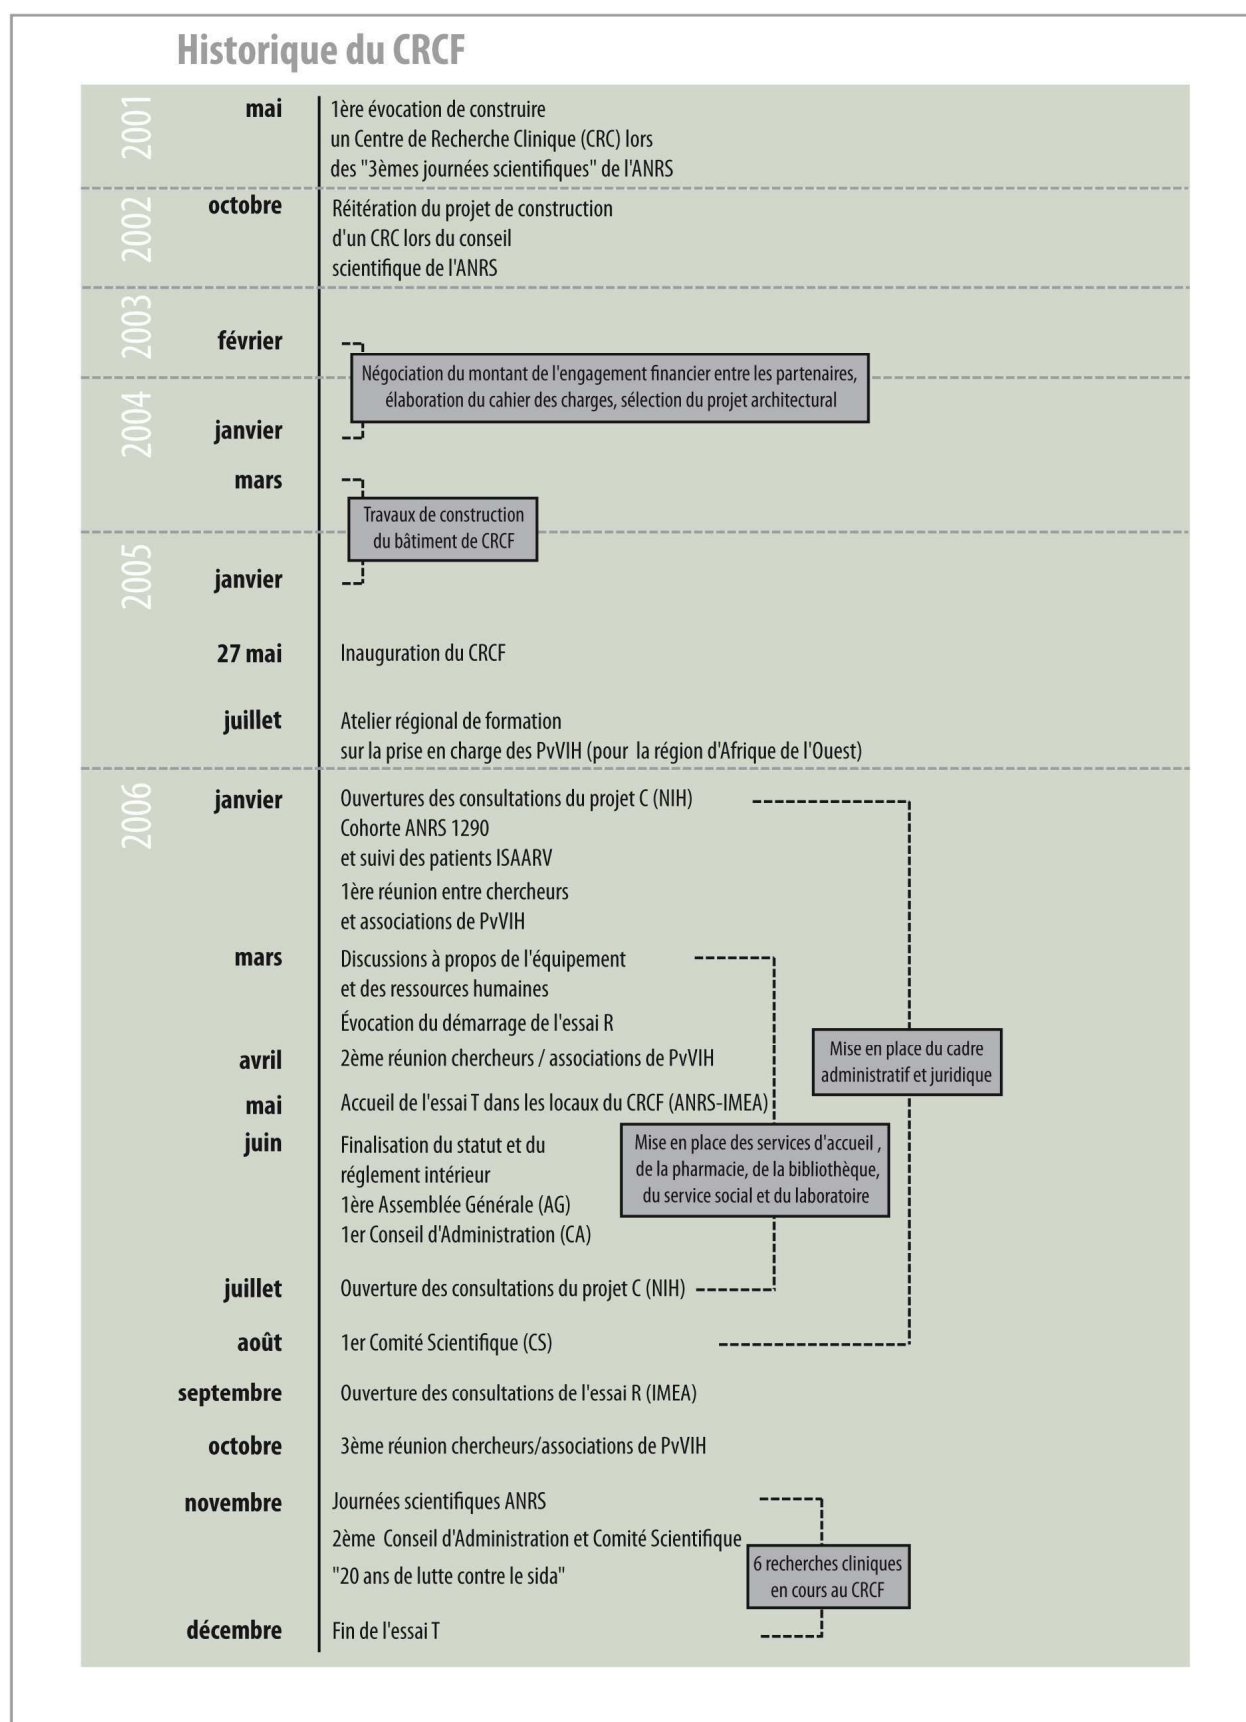 Historique du CRCF
2001
mai
1ère évocation de construire
un Centre de Recherche Clinique (CRC) lors
des "3èmes journées scientifiques" de l'ANRS
2002
octobre
Réitération du projet de construction
d'un CRC lors du conseil
scientifique de l'ANRS
2003
février
Négociation du montant de l'engagement financier entre les partenaires,
élaboration du cahier des charges, sélection du projet architectural
2004
janvier
mars
Travaux de construction
du bâtiment de CRCF
2005
janvier
27 mai
Inauguration du CRCF
juillet
Atelier régional de formation
sur la prise en charge des PvVIH (pour la région d'Afrique de l'Ouest)
2006
janvier
Ouvertures des consultations du projet C (NIH)
Cohorte ANRS 1290
et suivi des patients ISAARV
1ère réunion entre chercheurs
et associations de PvVIH
mars
Discussions à propos de l'équipement
et des ressources humaines
Évocation du démarrage de l'essai R
Mise en place du cadre
administratif et juridique
avril
2ème réunion chercheurs / associations de PvVIH
mai
Accueil de l'essai T dans les locaux du CRCF (ANRS-IMEA)
juin
Finalisation du statut et du
réglement intérieur
1ère Assemblée Générale (AG)
1er Conseil d'Administration (CA)
Mise en place des services d'accueil ,
de la pharmacie, de la bibliothèque,
du service social et du laboratoire
juillet
Ouverture des consultations du projet C (NIH)
août
1er Comité Scientifique (CS)
septembre
Ouverture des consultations de l'essai R (IMEA)
octobre
3ème réunion chercheurs/associations de PvVIH
novembre
Journées scientifiques ANRS
2ème Conseil d'Administration et Comité Scientifique
"20 ans de lutte contre le sida"
6 recherches cliniques
en cours au CRCF
décembre
Fin de l'essai T